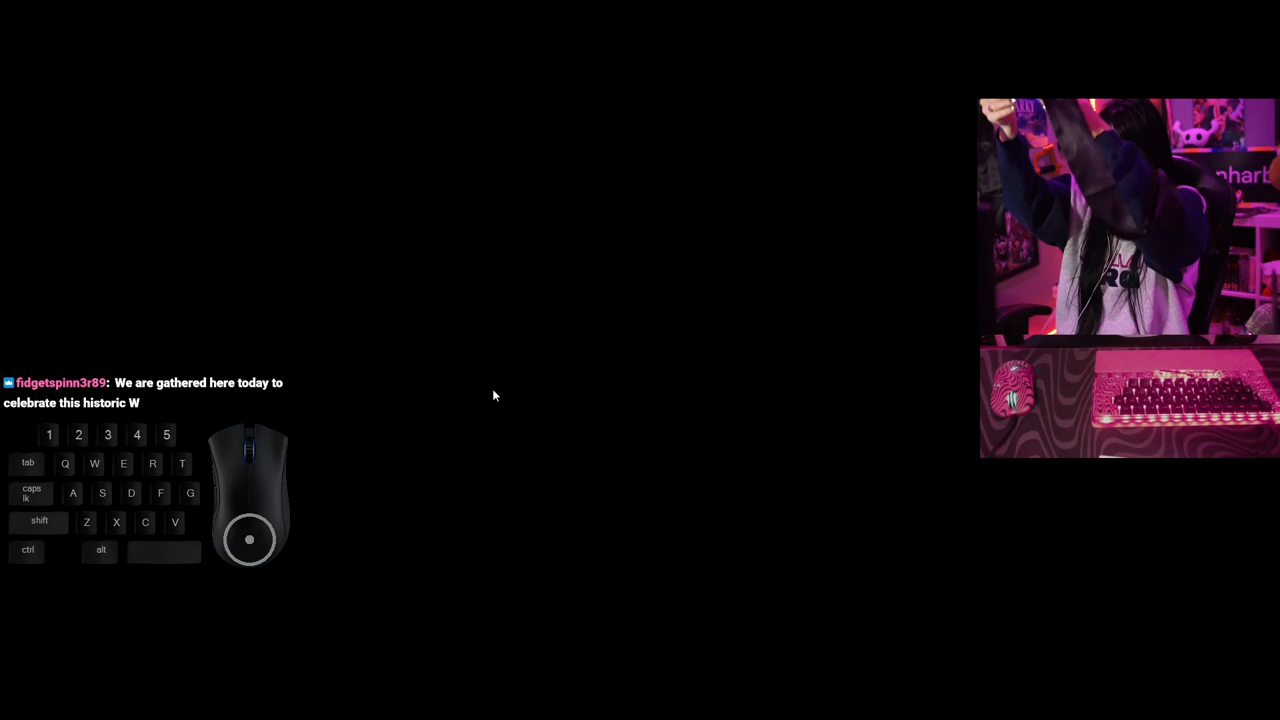 nharb
fidgetspinn3r89: We are gathered here today to
celebrate this historic W
1 2 3 4 5
tab Q W E R T
caps
lk A S D F G
shift Z X C V
ctrl alt